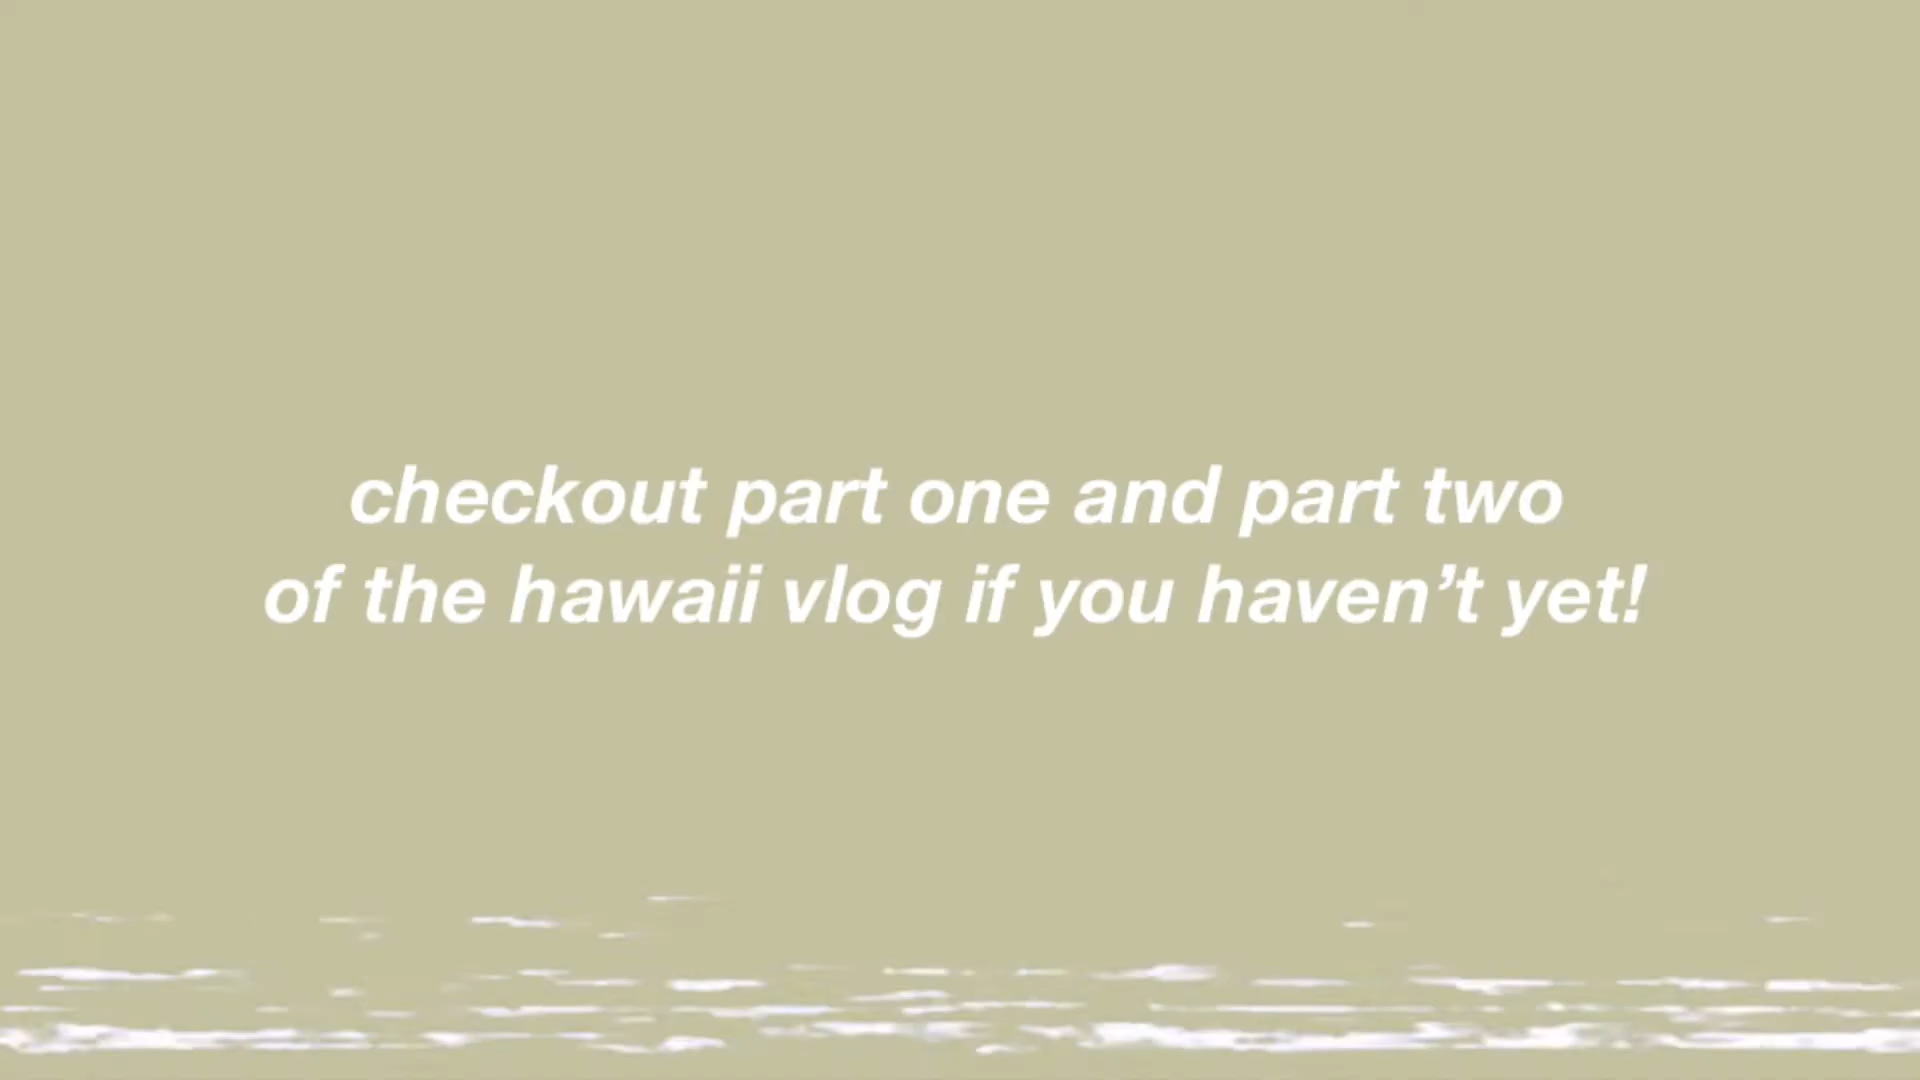 checkout part one and part two
of the hawaii vlog if you haven’t yet!